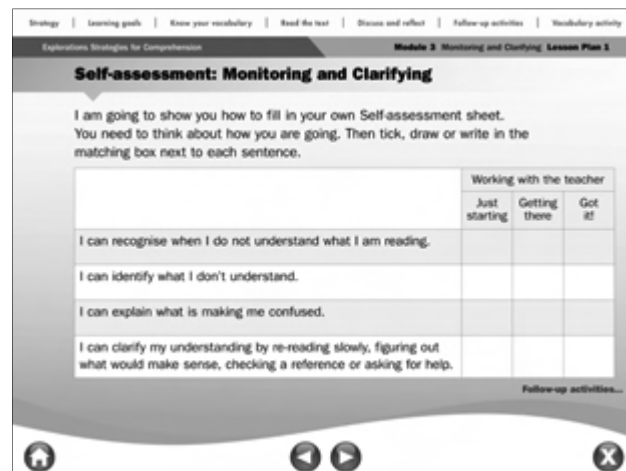 Strategy | Learning goals | Know your vocabulary | Read the text | Discuss and reflect | Follow-up activities | Vocabulary activity
Explorations Strategies for Comprehension
Module 3 Monitoring and Clarifying Lesson Plan 1
Self-assessment: Monitoring and Clarifying
I am going to show you how to fill in your own Self-assessment sheet.
You need to think about how you are going. Then tick, draw or write in the
matching box next to each sentence.
Working with the teacher
Just starting
Getting there
Got it!
I can recognise when I do not understand what I am reading.
I can identify what I don't understand.
I can explain what is making me confused.
I can clarify my understanding by re-reading slowly, figuring out
what would make sense, checking a reference or asking for help.
Follow-up activities...
X